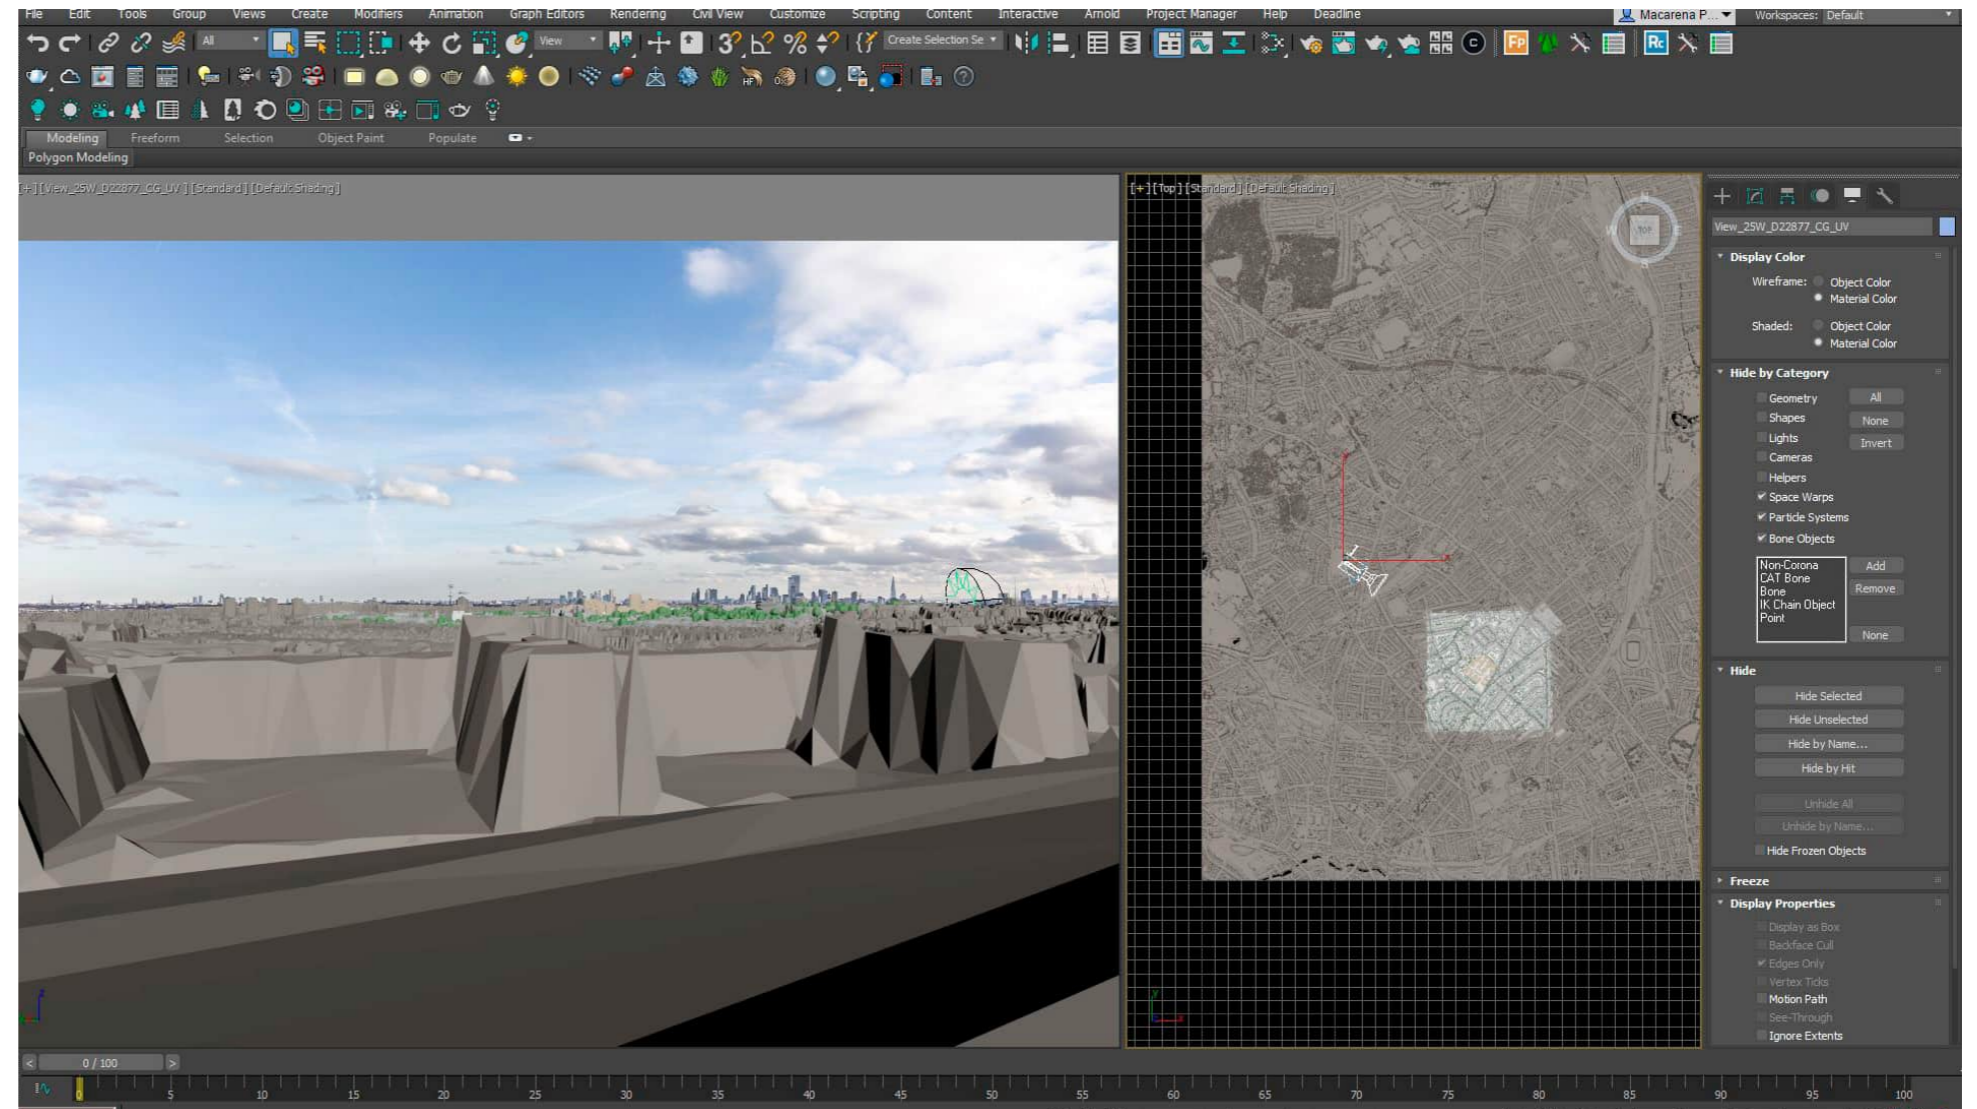 File Edit Tools Group Views Create Modifiers Animation Graph Editors Rendering Civil View Customize Scripting Content Interactive Arnold Project Manager Help Deadline Macarena P... Workspaces: Default
All View Create Selection Se
Modeling Freeform Selection Object Paint Populate
Polygon Modeling
[+] [View_25W_D22877_CG_UV ] [Standard] [Default Shading]
[+] [Top] [Standard] [Default Shading]
TOP
View_25W_D22877_CG_UV
Display Color
Wireframe: Object Color
Material Color
Shaded: Object Color
Material Color
Hide by Category
Geometry All
Shapes None
Lights Invert
Cameras
Helpers
Space Warps
Particle Systems
Bone Objects
Non-Corona Add
CAT Bone
Bone Remove
IK Chain Object
Point
None
Hide
Hide Selected
Hide Unselected
Hide by Name...
Hide by Hit
Unhide All
Unhide by Name...
Hide Frozen Objects
Freeze
Display Properties
Display as Box
Backface Cull
Edges Only
Vertex Ticks
Motion Path
See-Through
Ignore Extents
< 0 / 100 >
0 5 10 15 20 25 30 35 40 45 50 55 60 65 70 75 80 85 90 95 100